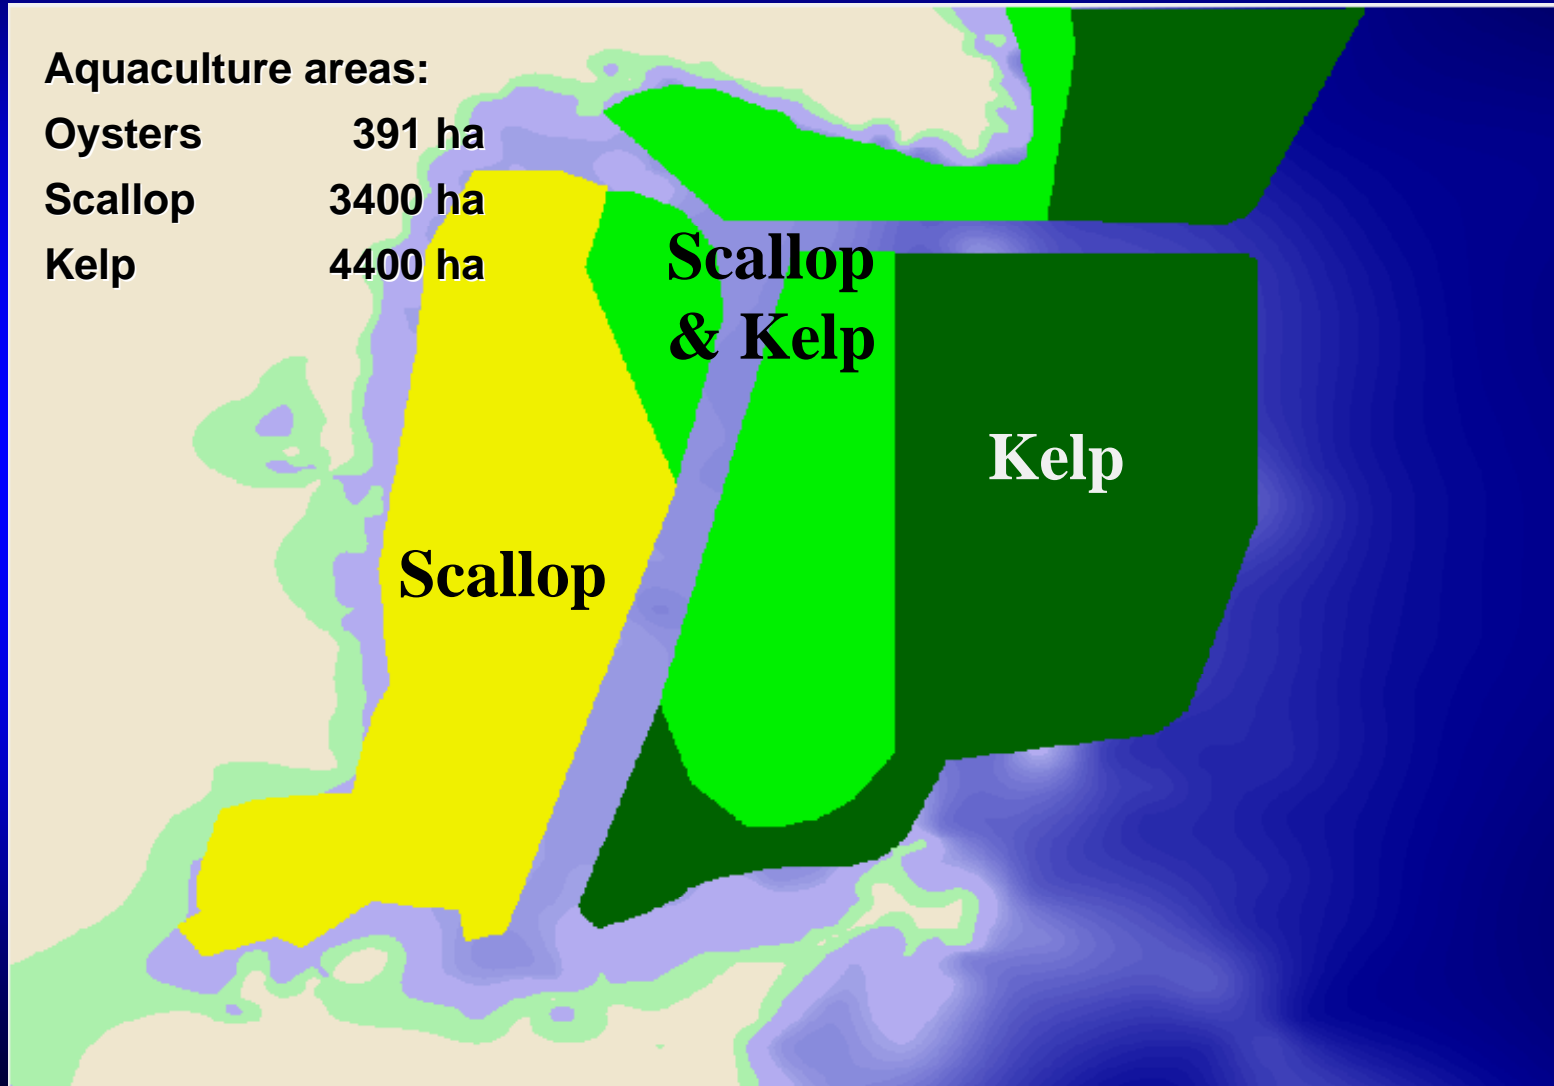 Aquaculture areas:
Oysters 391 ha
Scallop 3400 ha
Kelp 4400 ha
Scallop
& Kelp
Kelp
Scallop